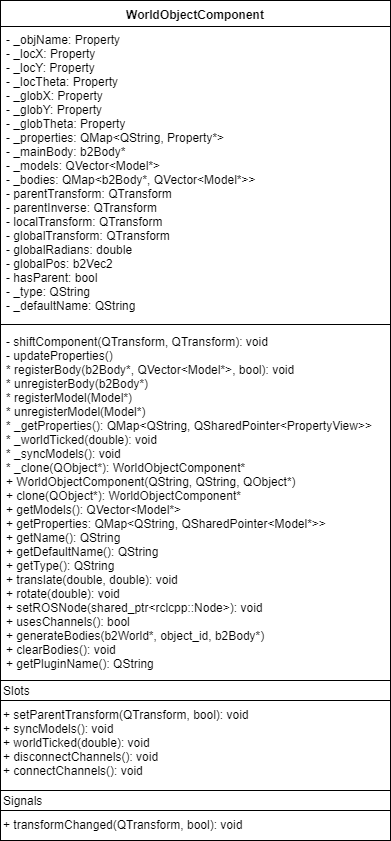 WorldObjectComponent
- _objName: Property
- _locX: Property
- _locY: Property
- _locTheta: Property
- _globX: Property
- _globY: Property
- _globTheta: Property
- _properties: QMap<QString, Property*>
- _mainBody: b2Body*
- _models: QVector<Model*>
- _bodies: QMap<b2Body*, QVector<Model*>>
- parentTransform: QTransform
- parentInverse: QTransform
- localTransform: QTransform
- globalTransform: QTransform
- globalRadians: double
- globalPos: b2Vec2
- hasParent: bool
- _type: QString
- _defaultName: QString
- shiftComponent(QTransform, QTransform): void
- updateProperties()
* registerBody(b2Body*, QVector<Model*>, bool): void
* unregisterBody(b2Body*)
* registerModel(Model*)
* unregisterModel(Model*)
* _getProperties(): QMap<QString, QSharedPointer<PropertyView>>
* _worldTicked(double): void
* _syncModels(): void
* _clone(QObject*): WorldObjectComponent*
+ WorldObjectComponent(QString, QString, QObject*)
+ clone(QObject*): WorldObjectComponent*
+ getModels(): QVector<Model*>
+ getProperties: QMap<QString, QSharedPointer<Model*>>
+ getName(): QString
+ getDefaultName(): QString
+ getType(): QString
+ translate(double, double): void
+ rotate(double): void
+ setROSNode(shared_ptr<rclcpp::Node>): void
+ usesChannels(): bool
+ generateBodies(b2World*, object_id, b2Body*)
+ clearBodies(): void
+ getPluginName(): QString
Slots
+ setParentTransform(QTransform, bool): void
+ syncModels(): void
+ worldTicked(double): void
+ disconnectChannels(): void
+ connectChannels(): void
Signals
+ transformChanged(QTransform, bool): void